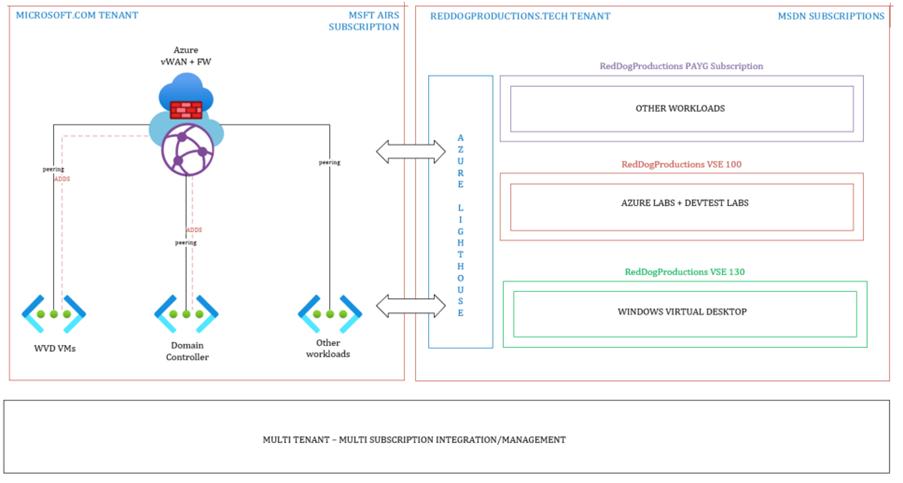 MICROSOFT.COM TENANT
MSFT AIRS
SUBSCRIPTION
Azure
vWAN + FW
peering
ADDS
peering
ADDS
peering
WVD VMs
Domain
Controller
Other
workloads
REDDOGPRODUCTIONS.TECH TENANT
MSDN SUBSCRIPTIONS
AZURE LIGHTHOUSE
RedDogProductions PAYG Subscription
OTHER WORKLOADS
RedDogProductions VSE 100
AZURE LABS + DEVTEST LABS
RedDogProductions VSE 130
WINDOWS VIRTUAL DESKTOP
MULTI TENANT – MULTI SUBSCRIPTION INTEGRATION/MANAGEMENT